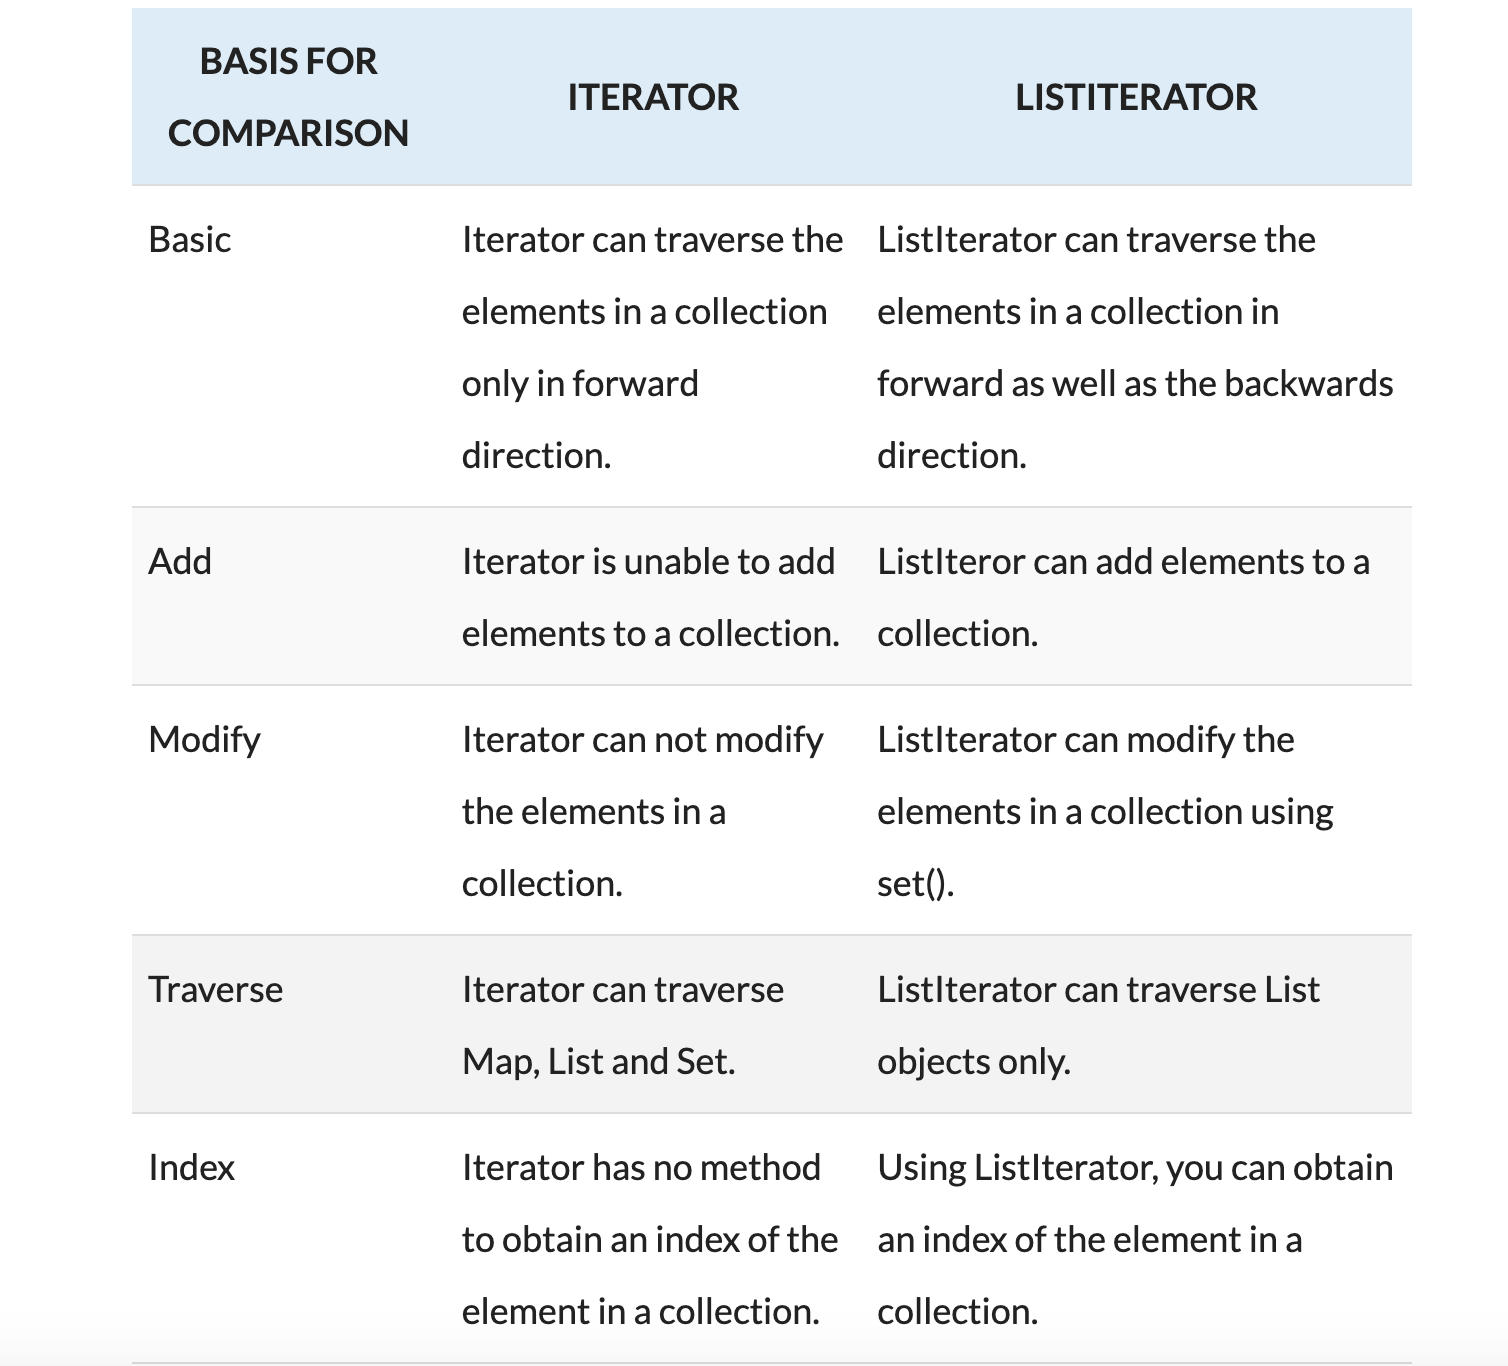 BASIS FOR
COMPARISON
ITERATOR
LISTITERATOR
Basic
Iterator can traverse the
elements in a collection
only in forward
direction.
ListIterator can traverse the
elements in a collection in
forward as well as the backwards
direction.
Add
Iterator is unable to add
elements to a collection.
ListIteror can add elements to a
collection.
Modify
Iterator can not modify
the elements in a
collection.
ListIterator can modify the
elements in a collection using
set().
Traverse
Iterator can traverse
Map, List and Set.
ListIterator can traverse List
objects only.
Index
Iterator has no method
to obtain an index of the
element in a collection.
Using ListIterator, you can obtain
an index of the element in a
collection.